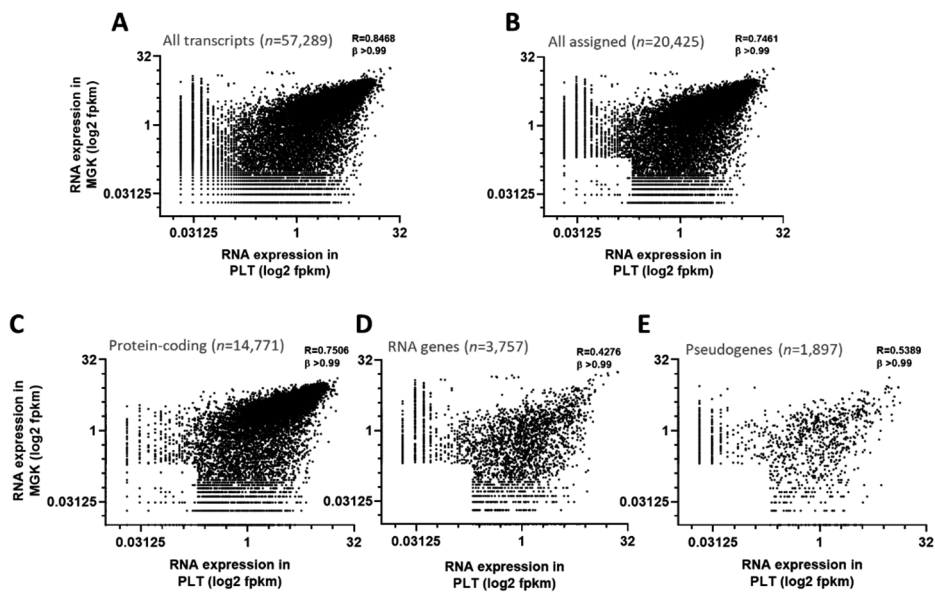 A
All transcripts (n=57,289)
R=0.8468
β >0.99
32
1
0.03125
RNA expression in
MGK (log2 fpkm)
0.03125
1
32
RNA expression in
PLT (log2 fpkm)
B
All assigned (n=20,425)
R=0.7461
β >0.99
32
1
0.03125
0.03125
1
32
RNA expression in
PLT (log2 fpkm)
C
Protein-coding (n=14,771)
R=0.7506
β >0.99
32
1
0.03125
RNA expression in
MGK (log2 fpkm)
0.03125
1
32
RNA expression in
PLT (log2 fpkm)
D
RNA genes (n=3,757)
R=0.4276
β >0.99
32
1
0.03125
0.03125
1
32
RNA expression in
PLT (log2 fpkm)
E
Pseudogenes (n=1,897)
R=0.5389
β >0.99
32
1
0.03125
0.03125
1
32
RNA expression in
PLT (log2 fpkm)